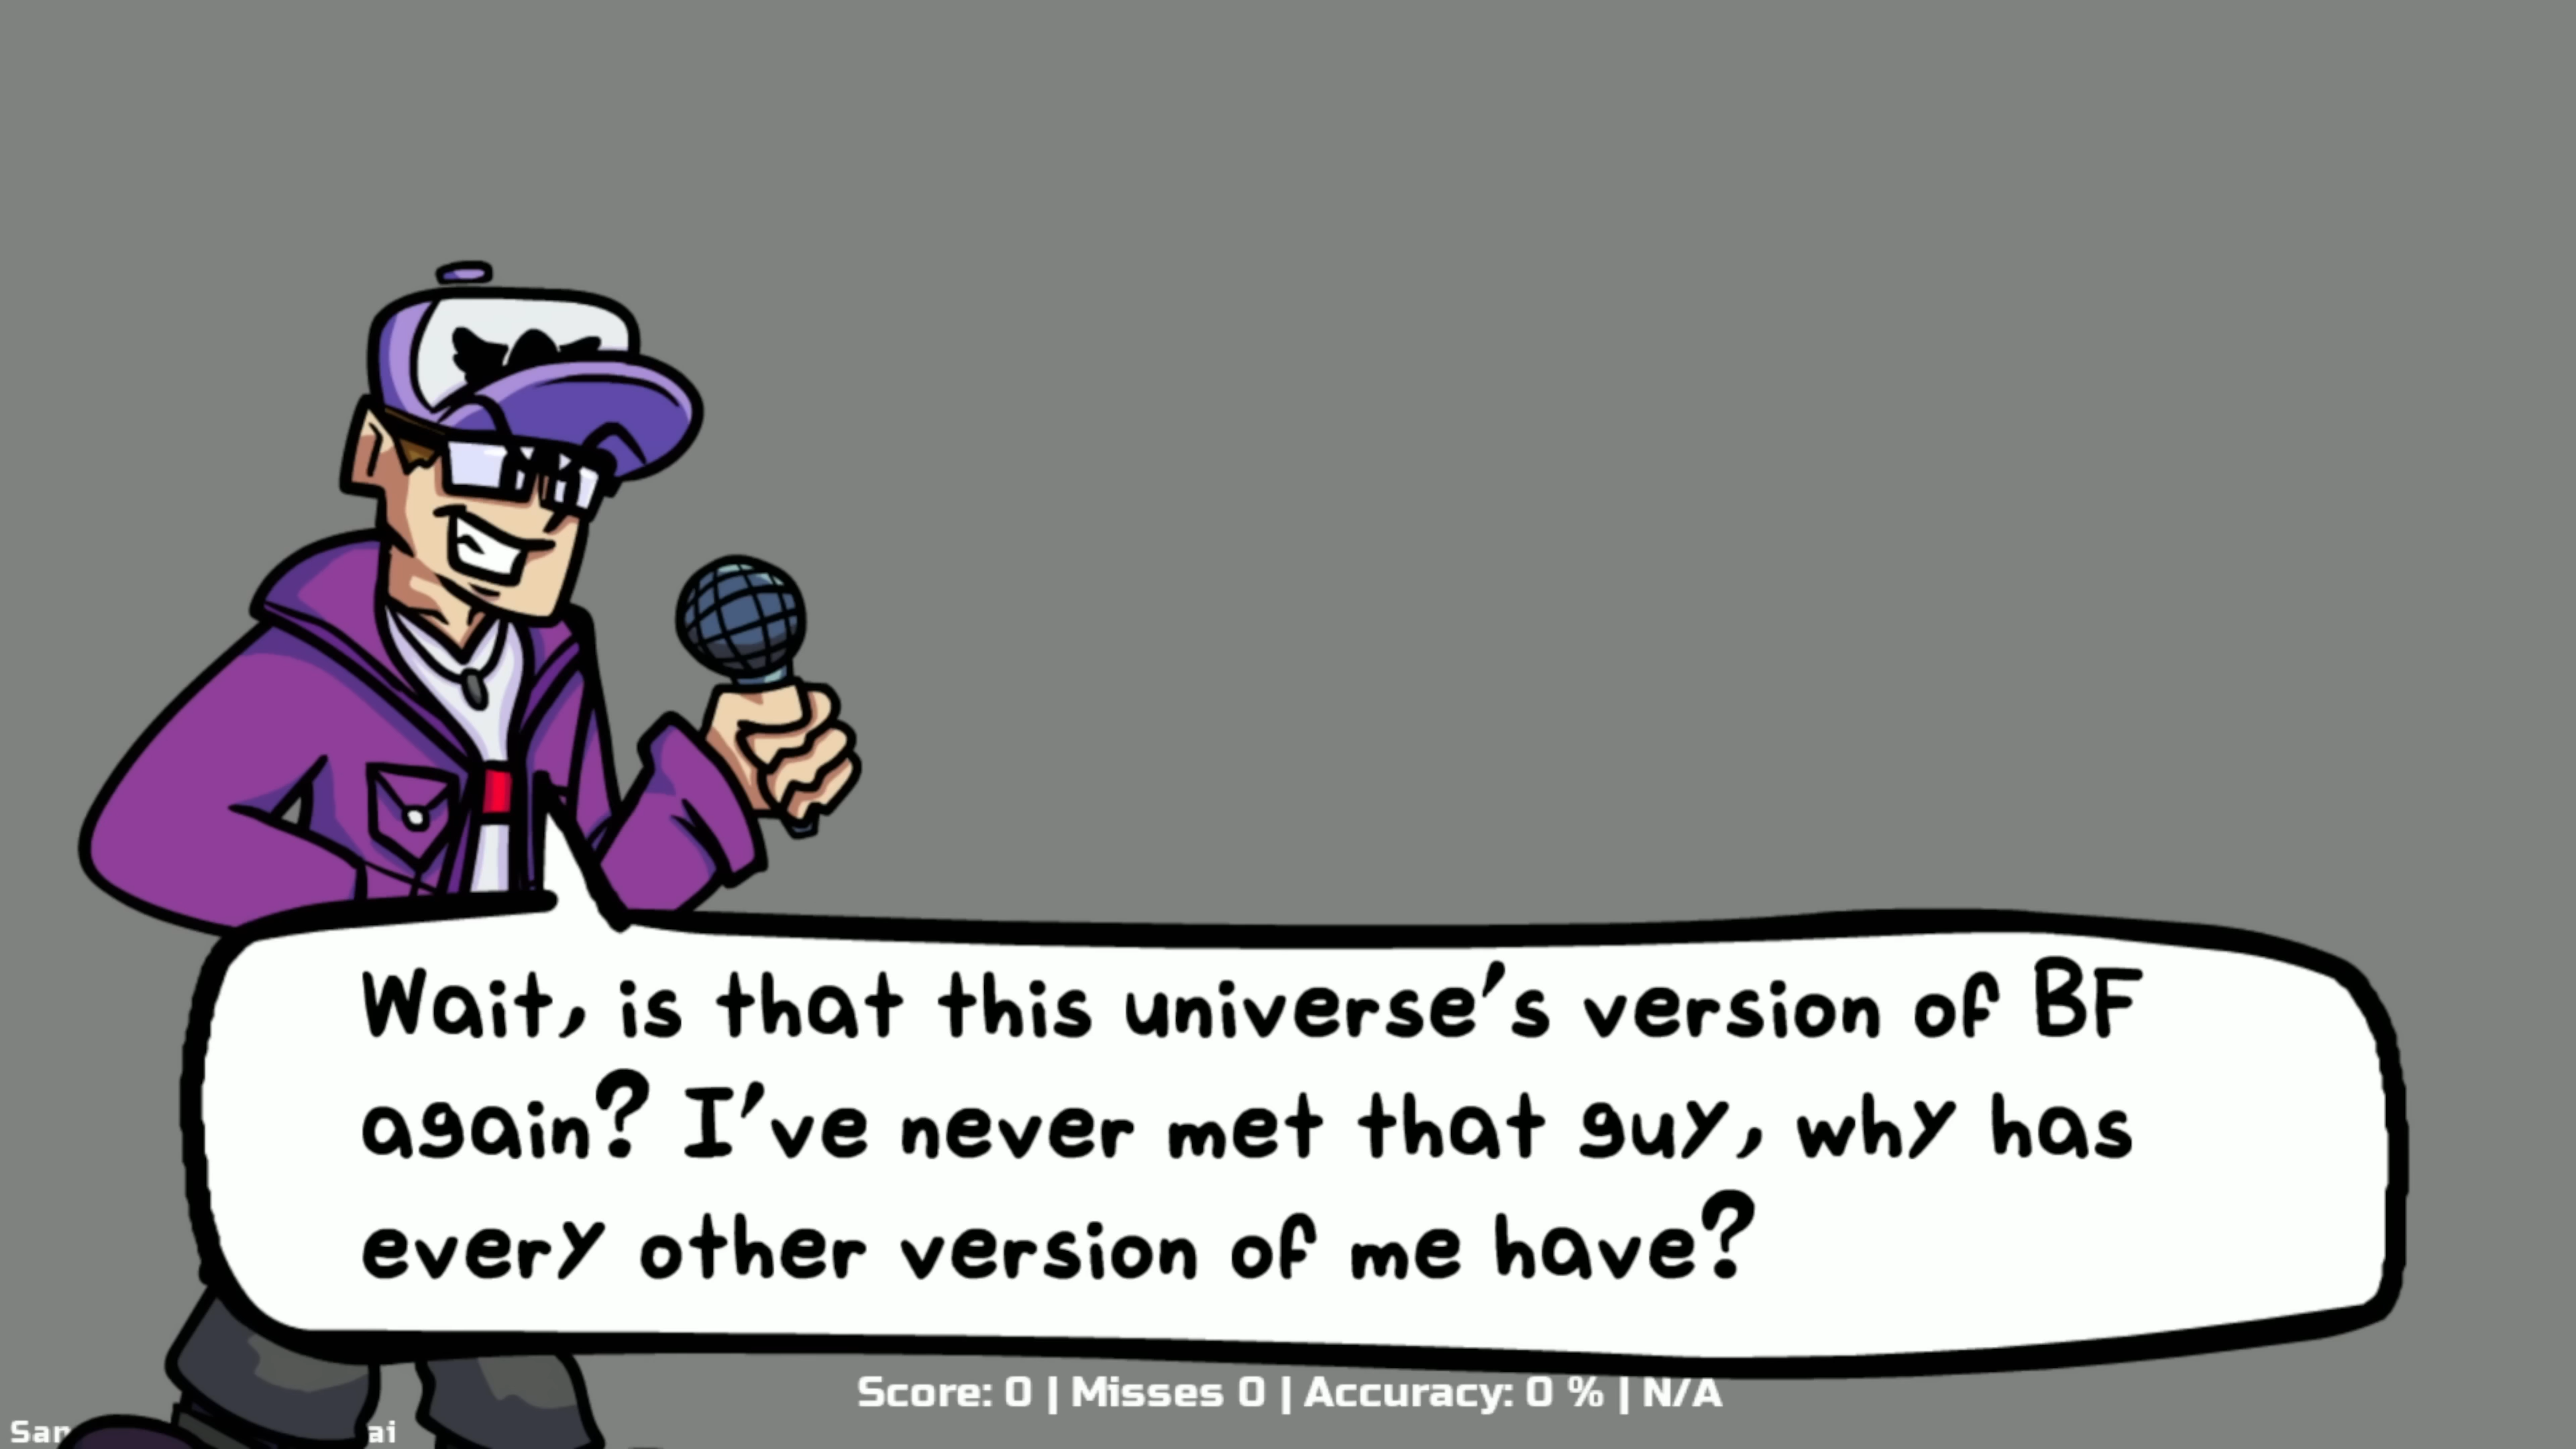 Wait, is that this universe's version of BF
again? I've never met that guy, why has
every other version of me have?
Score: 0 | Misses 0 | Accuracy: 0 % | N/A